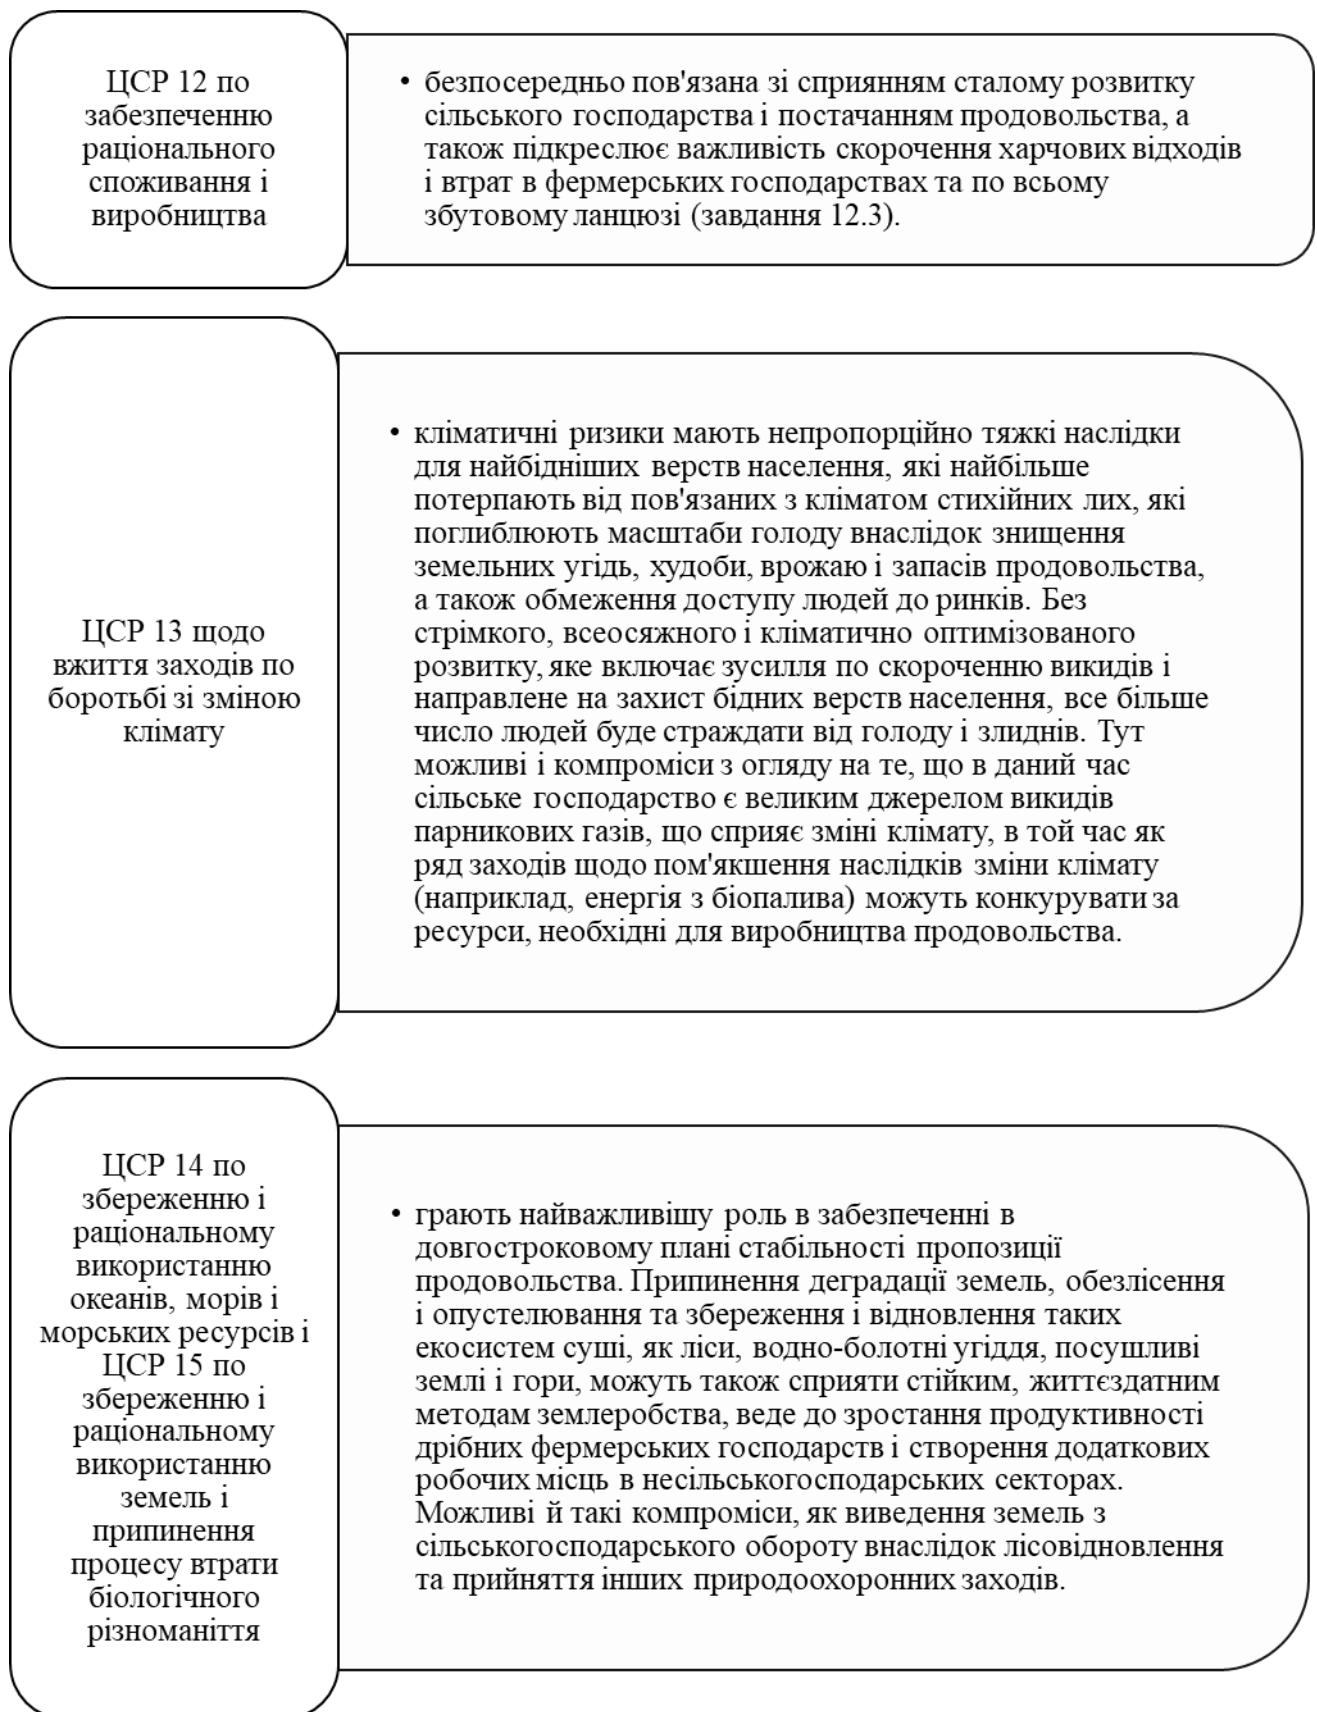 ЦСР 12 по
забезпеченню
раціонального
споживання і
виробництва
• безпосередньо пов'язана зі сприянням сталому розвитку
сільського господарства і постачанням продовольства, а
також підкреслює важливість скорочення харчових відходів
і втрат в фермерських господарствах та по всьому
збутовому ланцюзі (завдання 12.3).
ЦСР 13 щодо
вжиття заходів по
боротьбі зі зміною
клімату
• кліматичні ризики мають непропорційно тяжкі наслідки
для найбідніших верств населення, які найбільше
потерпають від пов'язаних з кліматом стихійних лих, які
поглиблюють масштаби голоду внаслідок знищення
земельних угідь, худоби, врожаю і запасів продовольства,
а також обмеження доступу людей до ринків. Без
стрімкого, всеосяжного і кліматично оптимізованого
розвитку, яке включає зусилля по скороченню викидів і
направлене на захист бідних верств населення, все більше
число людей буде страждати від голоду і злиднів. Тут
можливі і компроміси з огляду на те, що в даний час
сільське господарство є великим джерелом викидів
парникових газів, що сприяє зміні клімату, в той час як
ряд заходів щодо пом'якшення наслідків зміни клімату
(наприклад, енергія з біопалива) можуть конкурувати за
ресурси, необхідні для виробництва продовольства.
ЦСР 14 по
збереженню і
раціональному
використанню
океанів, морів і
морських ресурсів і
ЦСР 15 по
збереженню і
раціональному
використанню
земель і
припинення
процесу втрати
біологічного
різноманіття
• грають найважливішу роль в забезпеченні в
довгостроковому плані стабільності пропозиції
продовольства. Припинення деградації земель, обезлісення
і опустелювання та збереження і відновлення таких
екосистем суші, як ліси, водно-болотні угіддя, посушливі
землі і гори, можуть також сприяти стійким, життєздатним
методам землеробства, веде до зростання продуктивності
дрібних фермерських господарств і створення додаткових
робочих місць в несільськогосподарських секторах.
Можливі й такі компроміси, як виведення земель з
сільськогосподарського обороту внаслідок лісовідновлення
та прийняття інших природоохоронних заходів.